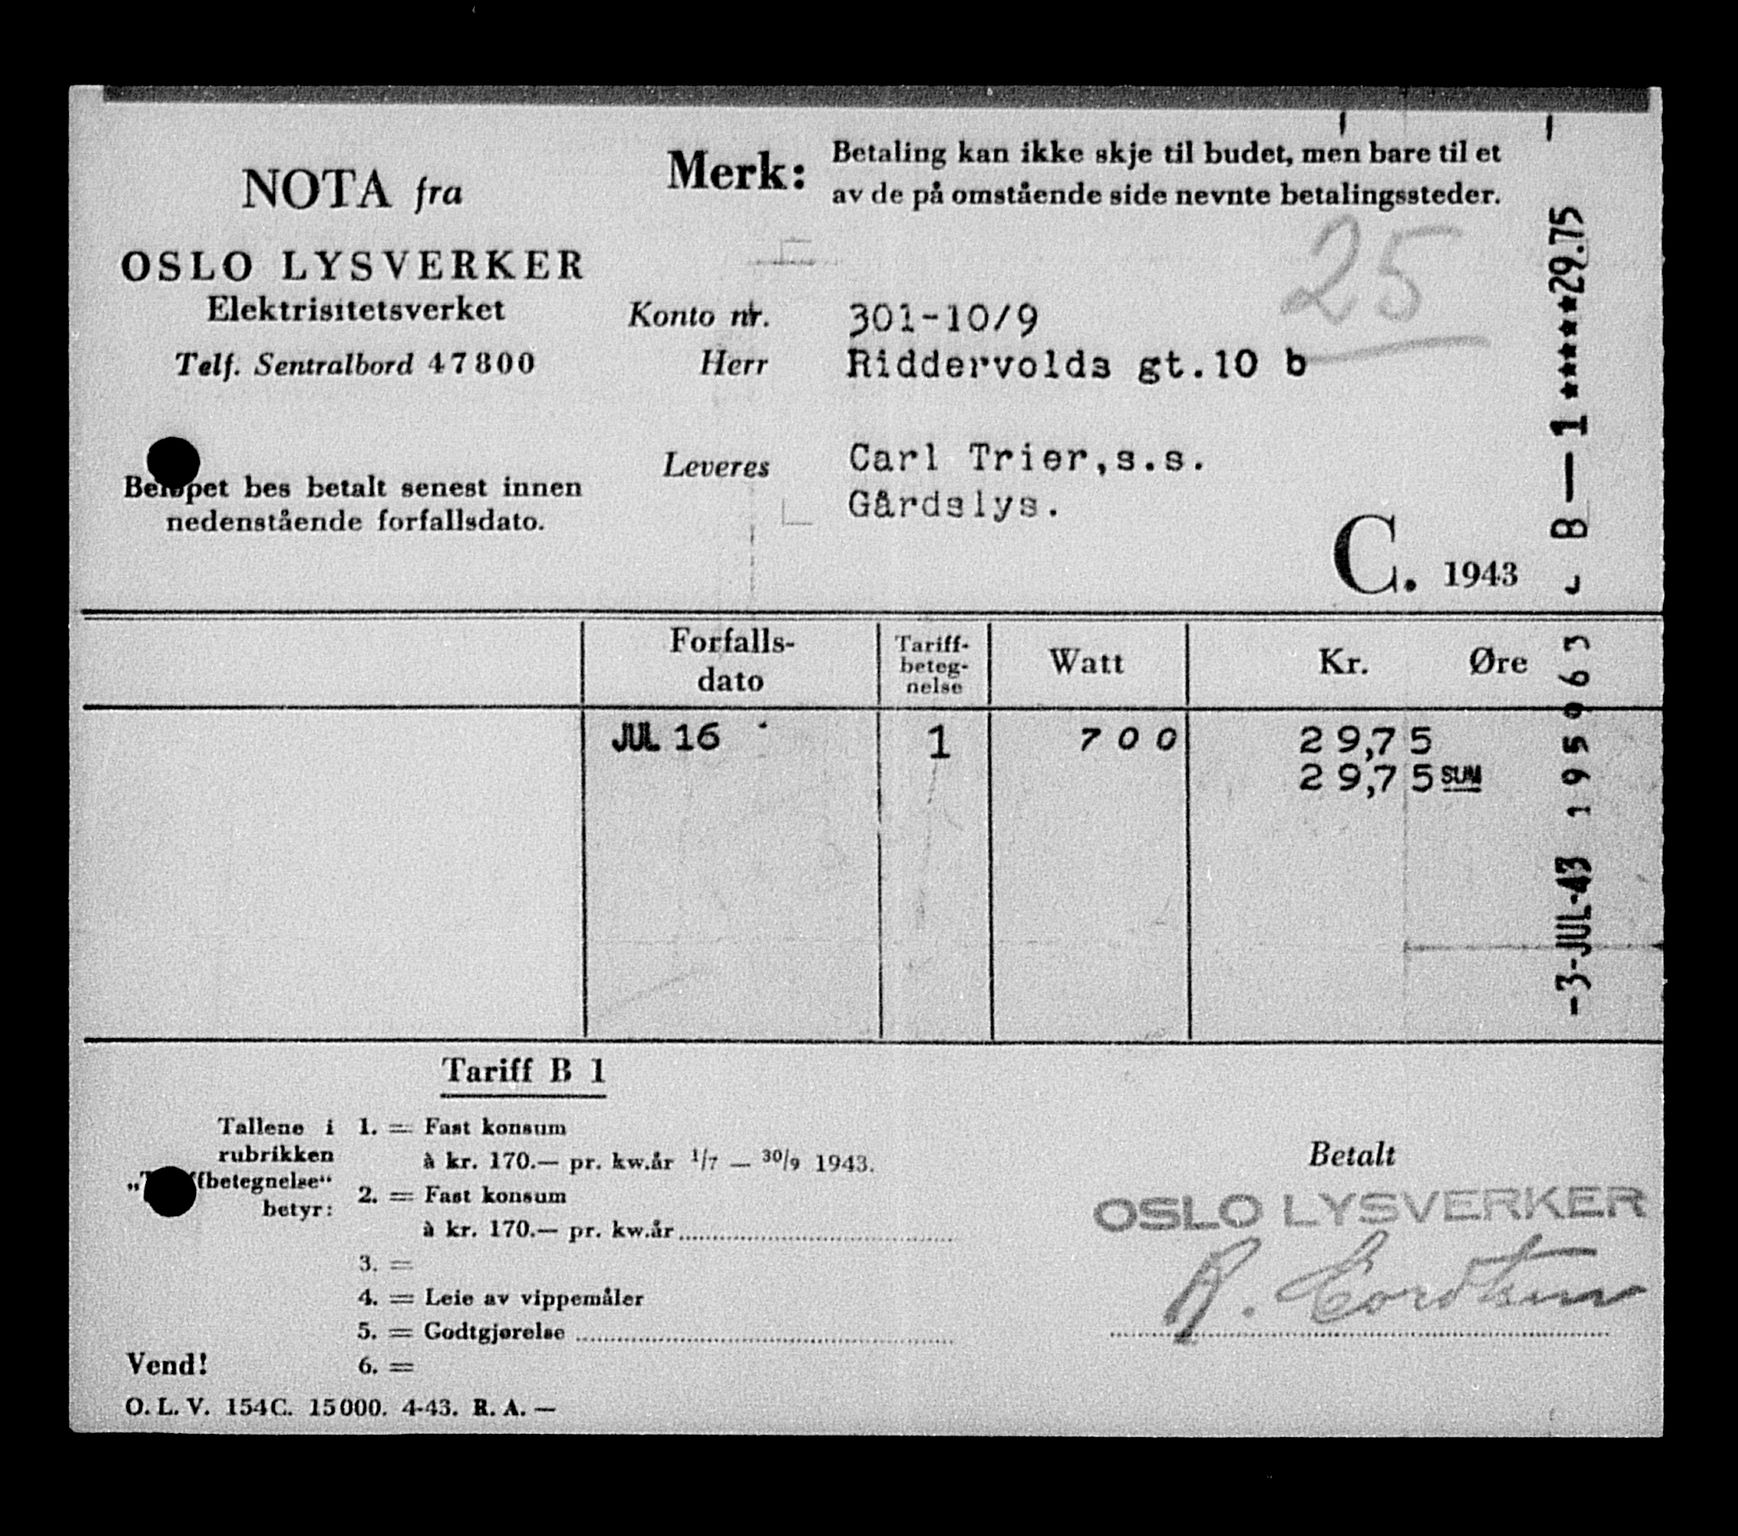 NOTA fra
OSLO LYSVERKER
Elektrisitetsverket
Telf. Sentralbord 47800
Beløpet bes betalt senest innen
nedenstående forfallsdato.
Merk: Betaling kan ikke skje til budet, men bare til et
av de på omstående side nevnte betalingssteder.
25
Konto nr. 301-10/9
Herr Riddervolds gt.10 b
Leveres Carl Trier,s.s.
Gårdslys.
C. 1943
-3-JUL-43 195963 J B—1 *****29.75
Forfalls-
dato
Tariff-
beteg-
nelse
Watt
Kr. Øre
JUL 16 1 700 29,75
29,75 SUM
Tariff B 1
Tallene i
rubrikken
betyr:
1. = Fast konsum
à kr. 170.— pr. kw.år 1/7 — 30/9 1943.
2. = Fast konsum
à kr. 170.— pr. kw.år
3. =
4. = Leie av vippemåler
5. = Godtgjørelse
6. =
Vend!
O. L. V. 154C. 15000. 4-43. R. A. —
Betalt
OSLO LYSVERKER